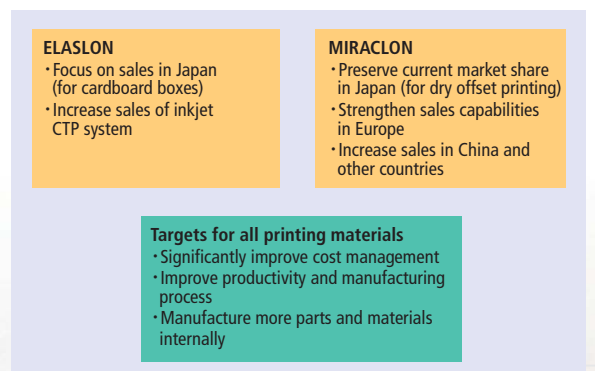 ELASLON
・Focus on sales in Japan
(for cardboard boxes)
・Increase sales of inkjet
CTP system
MIRACLON
・Preserve current market share
in Japan (for dry offset printing)
・Strengthen sales capabilities
in Europe
・Increase sales in China and
other countries
Targets for all printing materials
・Significantly improve cost management
・Improve productivity and manufacturing
process
・Manufacture more parts and materials
internally